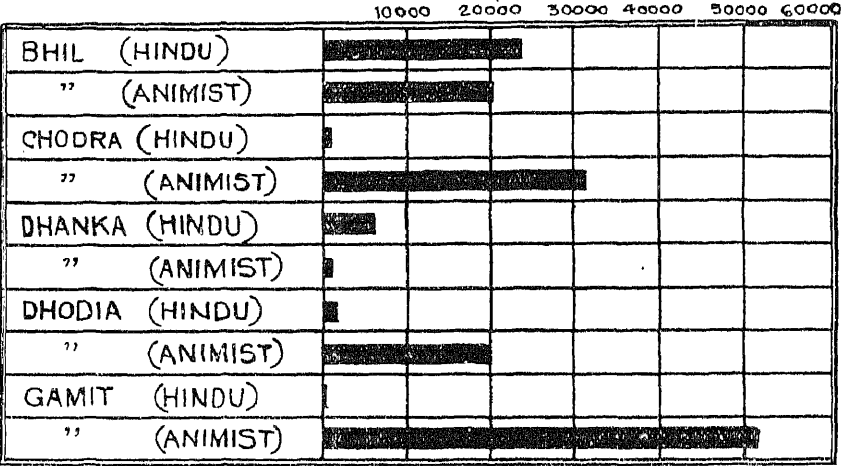 10000 20000 30000 40000 50000 60000
BHIL (HINDU)
" (ANIMIST)
CHODRA (HINDU)
" (ANIMIST)
DHANKA (HINDU)
" (ANIMIST)
DHODIA (HINDU)
" (ANIMIST)
GAMIT (HINDU)
" (ANIMIST)